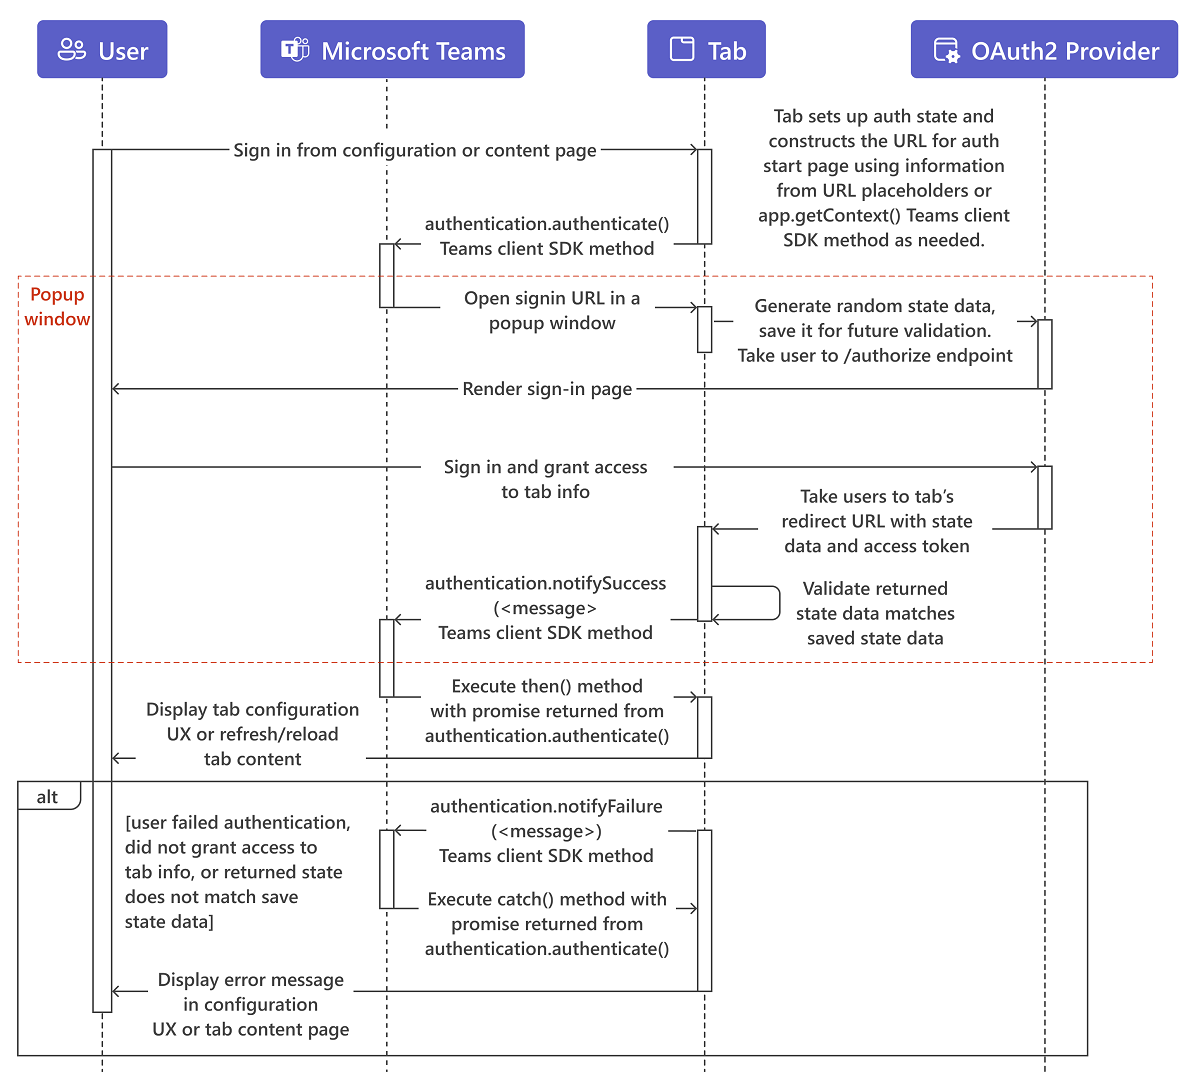 User
Microsoft Teams
Tab
OAuth2 Provider
Tab sets up auth state and
constructs the URL for auth
start page using information
from URL placeholders or
app.getContext() Teams client
SDK method as needed.
Sign in from configuration or content page
authentication.authenticate()
Teams client SDK method
Popup
window
Open signin URL in a
popup window
Generate random state data,
save it for future validation.
Take user to /authorize endpoint
Render sign-in page
Sign in and grant access
to tab info
Take users to tab's
redirect URL with state
data and access token
authentication.notifySuccess
(<message>
Teams client SDK method
Validate returned
state data matches
saved state data
Execute then() method
with promise returned from
authentication.authenticate()
Display tab configuration
UX or refresh/reload
tab content
alt
[user failed authentication,
did not grant access to
tab info, or returned state
does not match save
state data]
authentication.notifyFailure
(<message>)
Teams client SDK method
Execute catch() method with
promise returned from
authentication.authenticate()
Display error message
in configuration
UX or tab content page